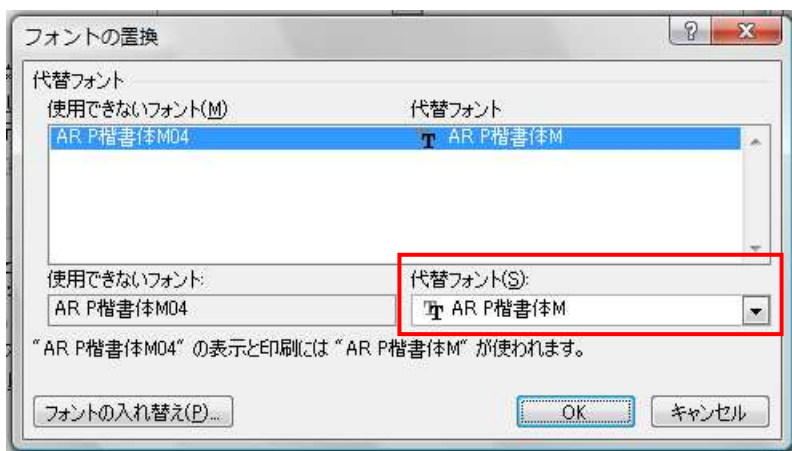 フォントの置換
代替フォント
使用できないフォント(M) 代替フォント
AR P楷書体M04 AR P楷書体M
使用できないフォント: 代替フォント(S):
AR P楷書体M04 AR P楷書体M
“AR P楷書体M04” の表示と印刷には “AR P楷書体M” が使われます。
フォントの入れ替え(P)... OK キャンセル